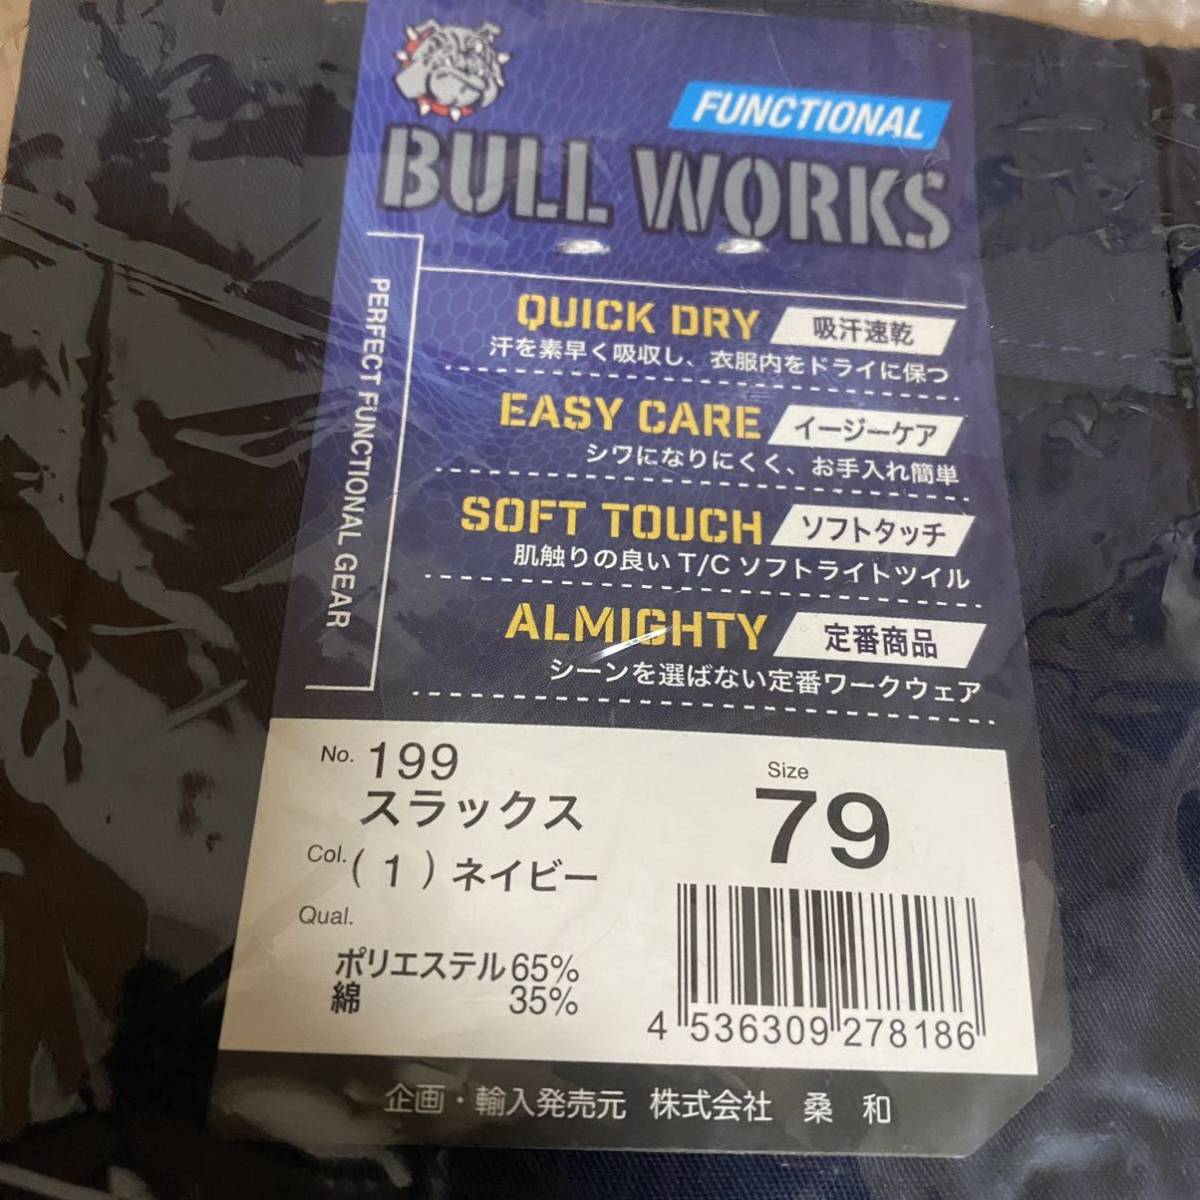 FUNCTIONAL
BULL WORKS
PERFECT FUNCTIONAL GEAR
QUICK DRY 吸汗速乾
汗を素早く吸収し、衣服内をドライに保つ
EASY CARE イージーケア
シワになりにくく、お手入れ簡単
SOFT TOUCH ソフトタッチ
肌触りの良いT/Cソフトライトツイル
ALMIGHTY 定番商品
シーンを選ばない定番ワークウェア
No. 199
スラックス
Size
79
Col. (1) ネイビー
Qual.
ポリエステル 65%
綿 35%
4 536309 278186
企画・輸入発売元 株式会社 桑和